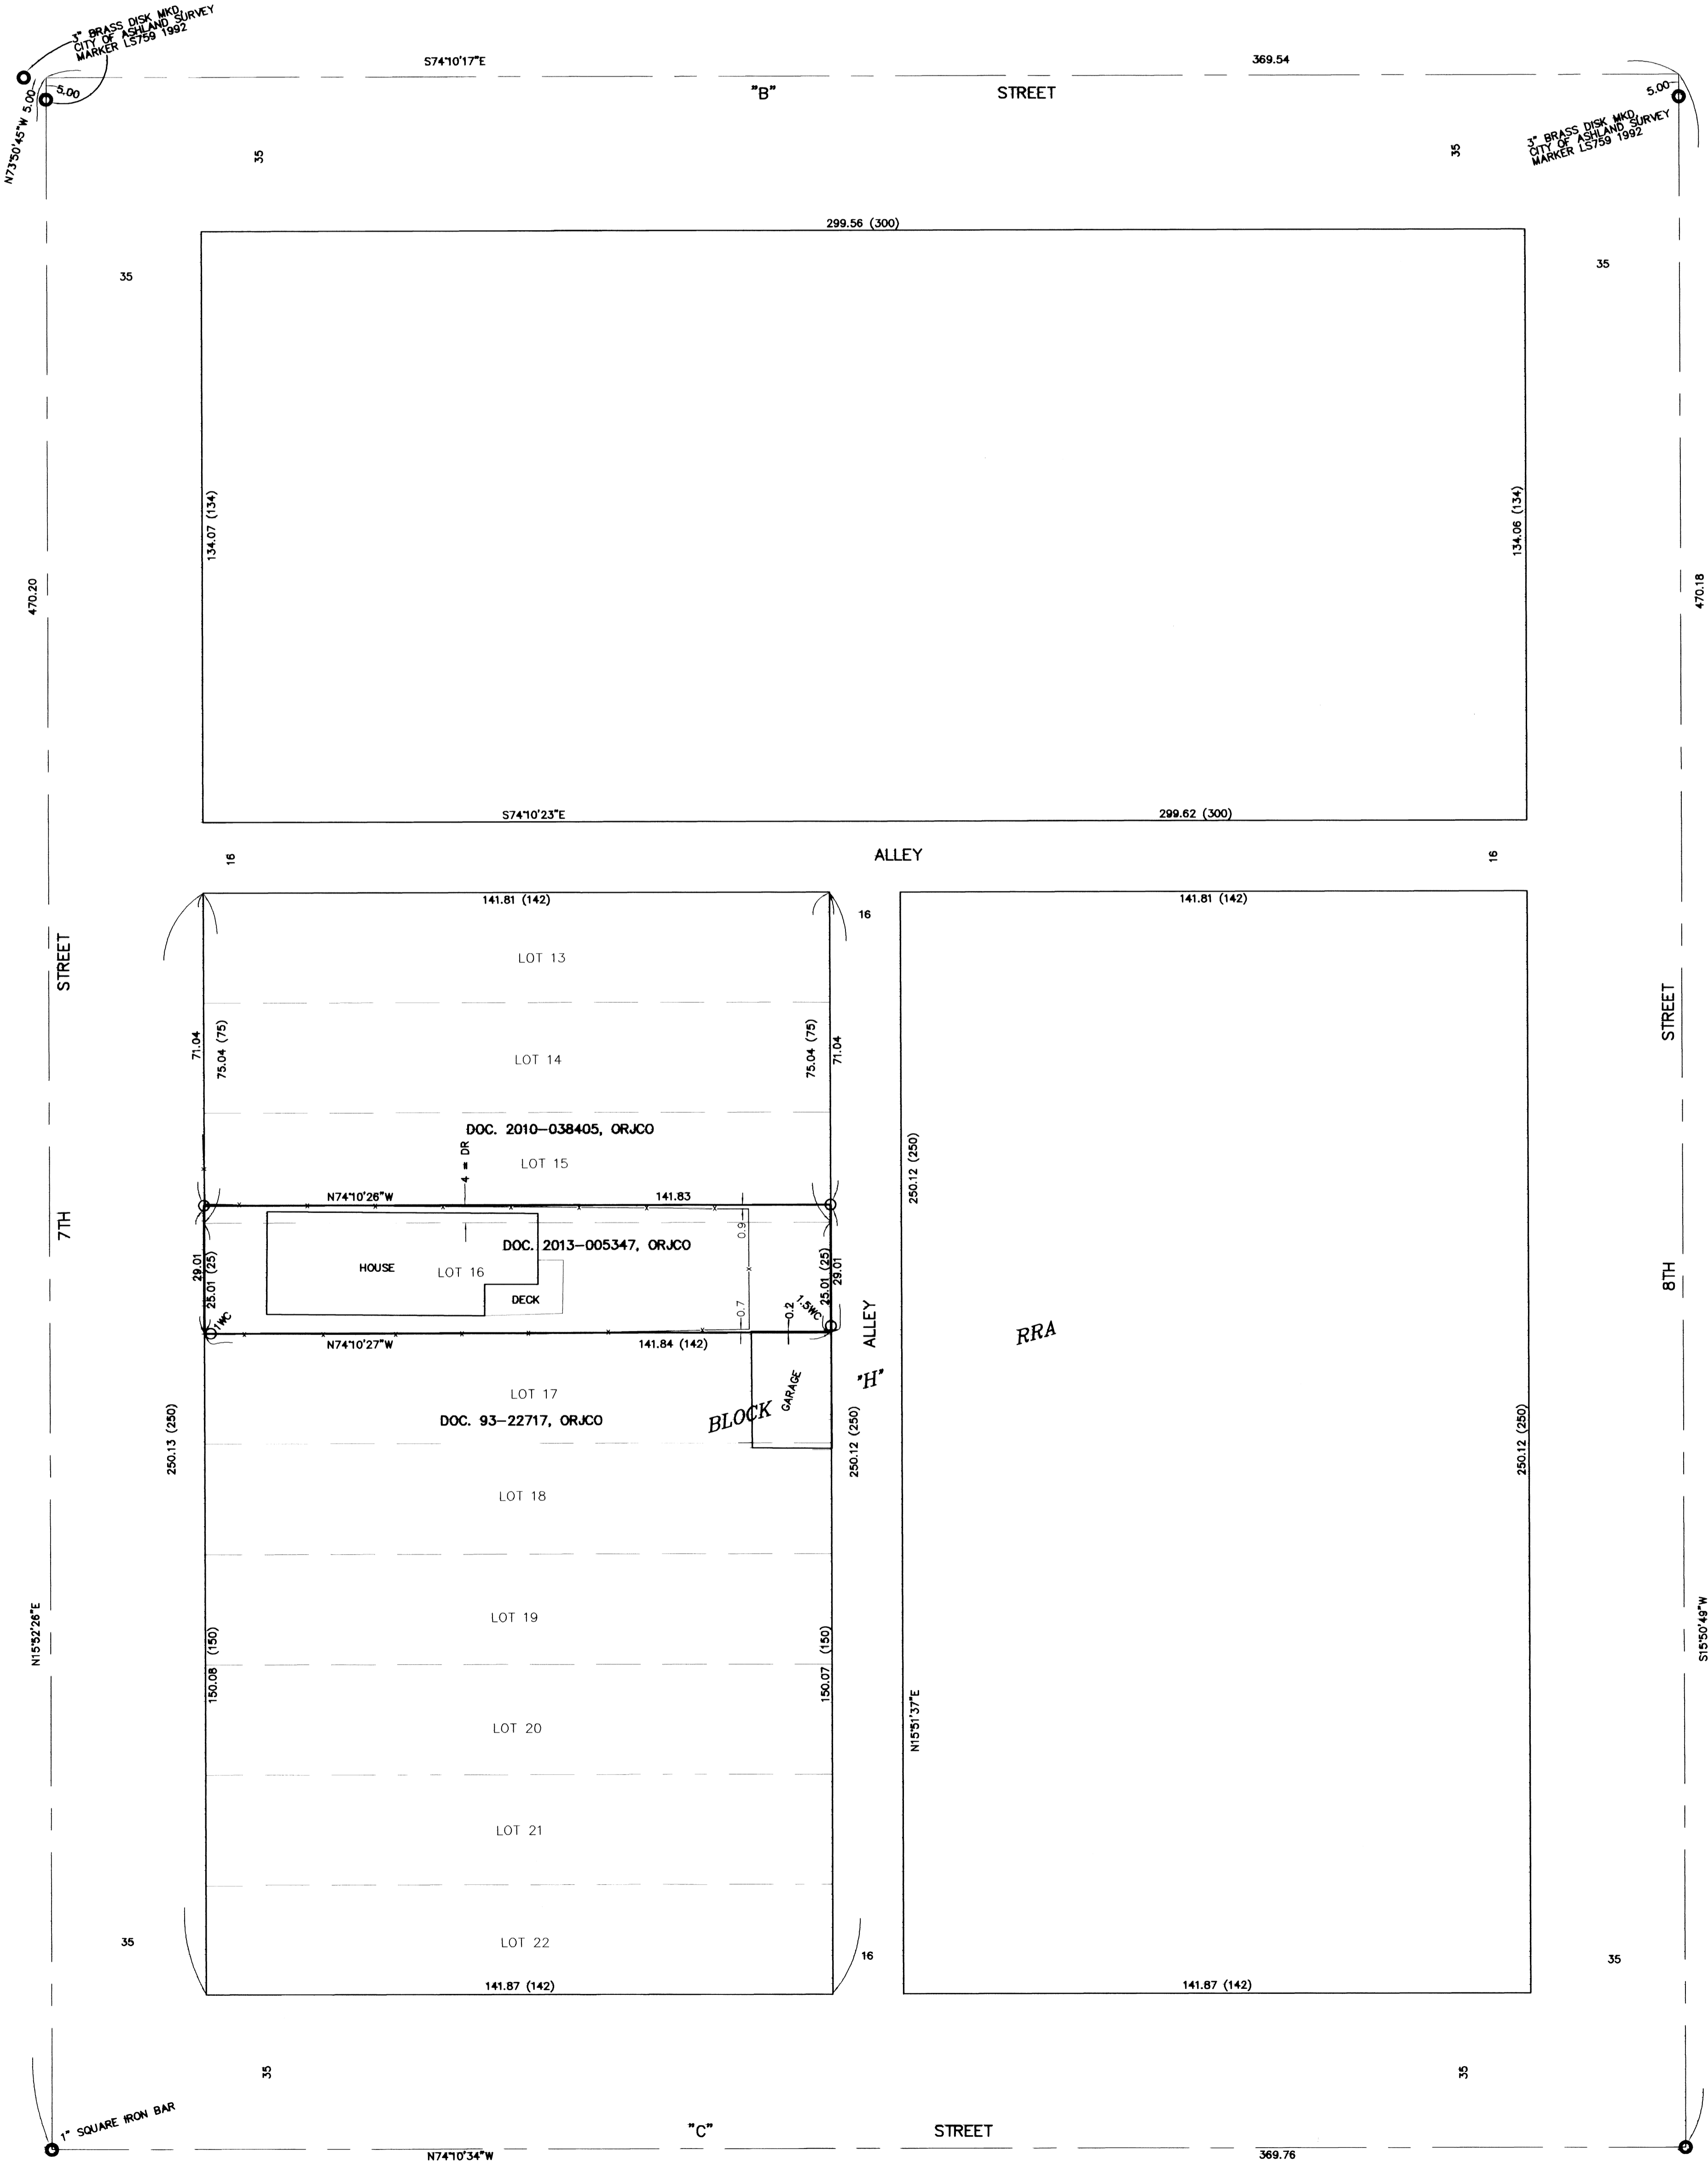 3" BRASS DISK MKD,
CITY OF ASHLAND SURVEY
MARKER LS759 1992
S74°10'17"E
369.54
5.00
N73°50'45"W 5.00
"B"
STREET
5.00
3" BRASS DISK MKD,
CITY OF ASHLAND SURVEY
MARKER LS759 1992
35
35
299.56 (300)
35
35
134.07 (134)
134.06 (134)
470.20
470.18
S74°10'23"E
299.62 (300)
ALLEY
16
16
141.81 (142)
16
141.81 (142)
LOT 13
STREET
STREET
71.04
75.04 (75)
LOT 14
75.04 (75)
71.04
DOC. 2010-038405, ORJCO
4 = DR
LOT 15
250.12 (250)
N74°10'26"W
141.83
7TH
0.9
DOC. 2013-005347, ORJCO
29.01
25.01 (25)
HOUSE
LOT 16
25.01 (25)
29.01
8TH
DECK
1WC
0.7
0.2
1.5WC
ALLEY
RRA
N74°10'27"W
141.84 (142)
"H"
LOT 17
GARAGE
BLOCK
DOC. 93-22717, ORJCO
250.13 (250)
250.12 (250)
250.12 (250)
LOT 18
LOT 19
N15°52'26"E
150.08 (150)
150.07 (150)
S15°50'49"W
N15°51'37"E
LOT 20
LOT 21
35
LOT 22
16
35
141.87 (142)
141.87 (142)
35
35
1" SQUARE IRON BAR
"C"
STREET
N74°10'34"W
369.76